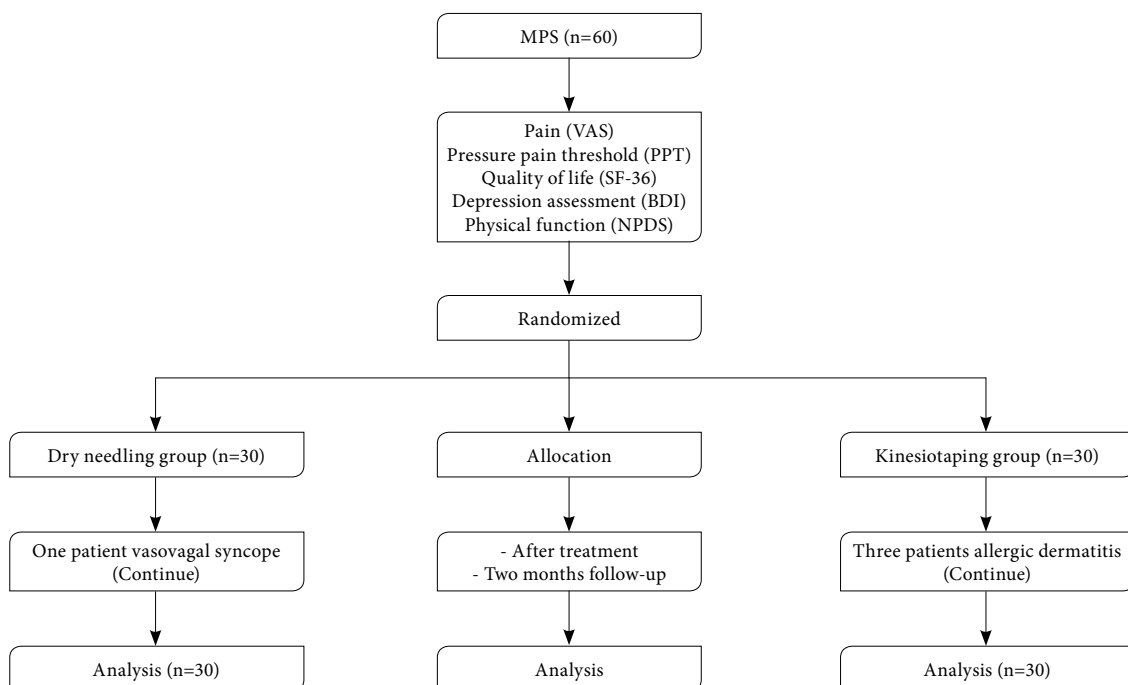 MPS (n=60)
Pain (VAS)
Pressure pain threshold (PPT)
Quality of life (SF-36)
Depression assessment (BDI)
Physical function (NPDS)
Randomized
Dry needling group (n=30)
Allocation
Kinesiotaping group (n=30)
One patient vasovagal syncope
(Continue)
- After treatment
- Two months follow-up
Three patients allergic dermatitis
(Continue)
Analysis (n=30)
Analysis
Analysis (n=30)